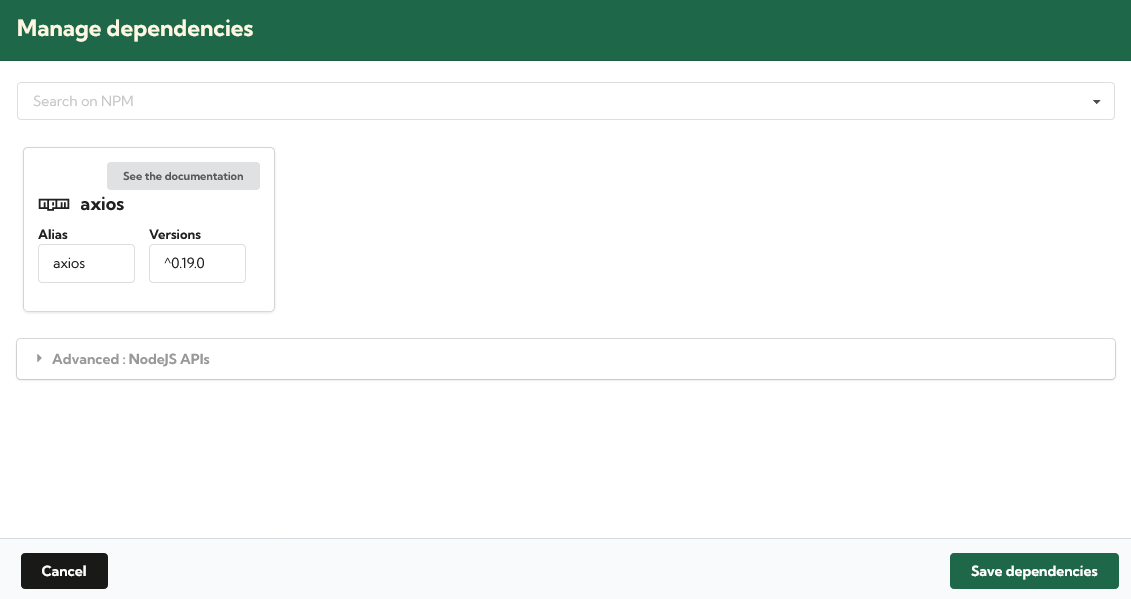 Manage dependencies
Search on NPM
See the documentation
npm axios
Alias Versions
axios ^0.19.0
Advanced : NodeJS APIs
Cancel Save dependencies